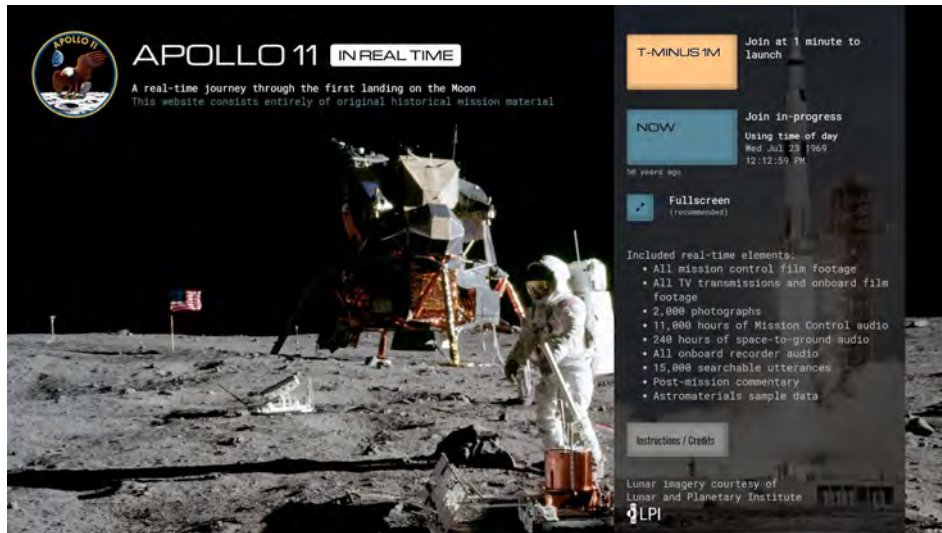 APOLLO 11
APOLLO 11 IN REAL TIME
A real-time journey through the first landing on the Moon
This website consists entirely of original historical mission material
T-MINUS 1M
Join at 1 minute to
launch
NOW
Join in-progress
Using time of day
Wed Jul 23 1969
12:12:59 PM
50 years ago
Fullscreen
(recommended)
Included real-time elements:
• All mission control film footage
• All TV transmissions and onboard film
footage
• 2,000 photographs
• 11,000 hours of Mission Control audio
• 240 hours of space-to-ground audio
• All onboard recorder audio
• 15,000 searchable utterances
• Post-mission commentary
• Astromaterials sample data
Instructions / Credits
Lunar imagery courtesy of
Lunar and Planetary Institute
LPI